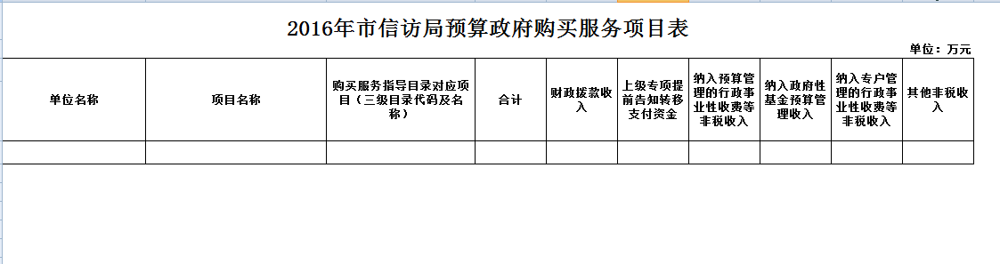 2016年市信访局预算政府购买服务项目表
单位：万元
单位名称
项目名称
购买服务指导目录对应项
目（三级目录代码及名
称）
合计
财政拨款收
入
上级专项提
前告知转移
支付资金
纳入预算管
理的行政事
业性收费等
非税收入
纳入政府性
基金预算管
理收入
纳入专户管
理的行政事
业性收费等
非税收入
其他非税收
入